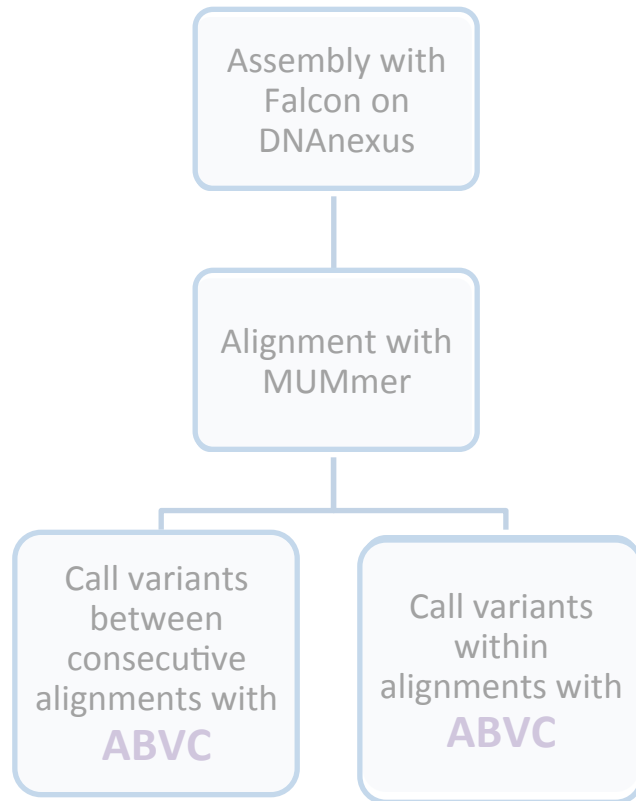 Assembly with
Falcon on
DNAnexus
Alignment with
MUMmer
Call variants
between
consecutive
alignments with
ABVC
Call variants
within
alignments with
ABVC